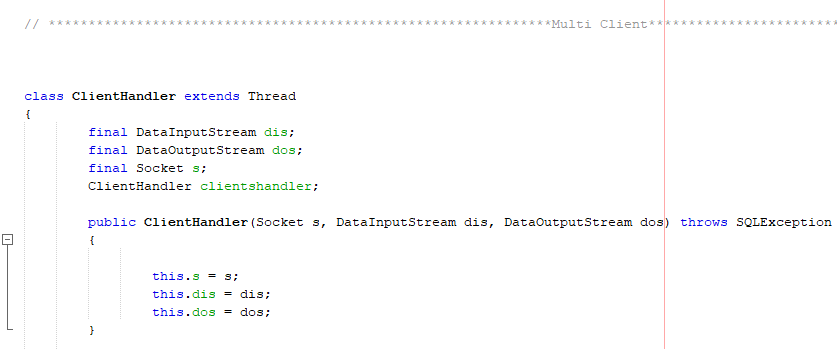 // ***************************************************************Multi Client************************
class ClientHandler extends Thread
{
final DataInputStream dis;
final DataOutputStream dos;
final Socket s;
ClientHandler clientshandler;
public ClientHandler(Socket s, DataInputStream dis, DataOutputStream dos) throws SQLException
{
this.s = s;
this.dis = dis;
this.dos = dos;
}